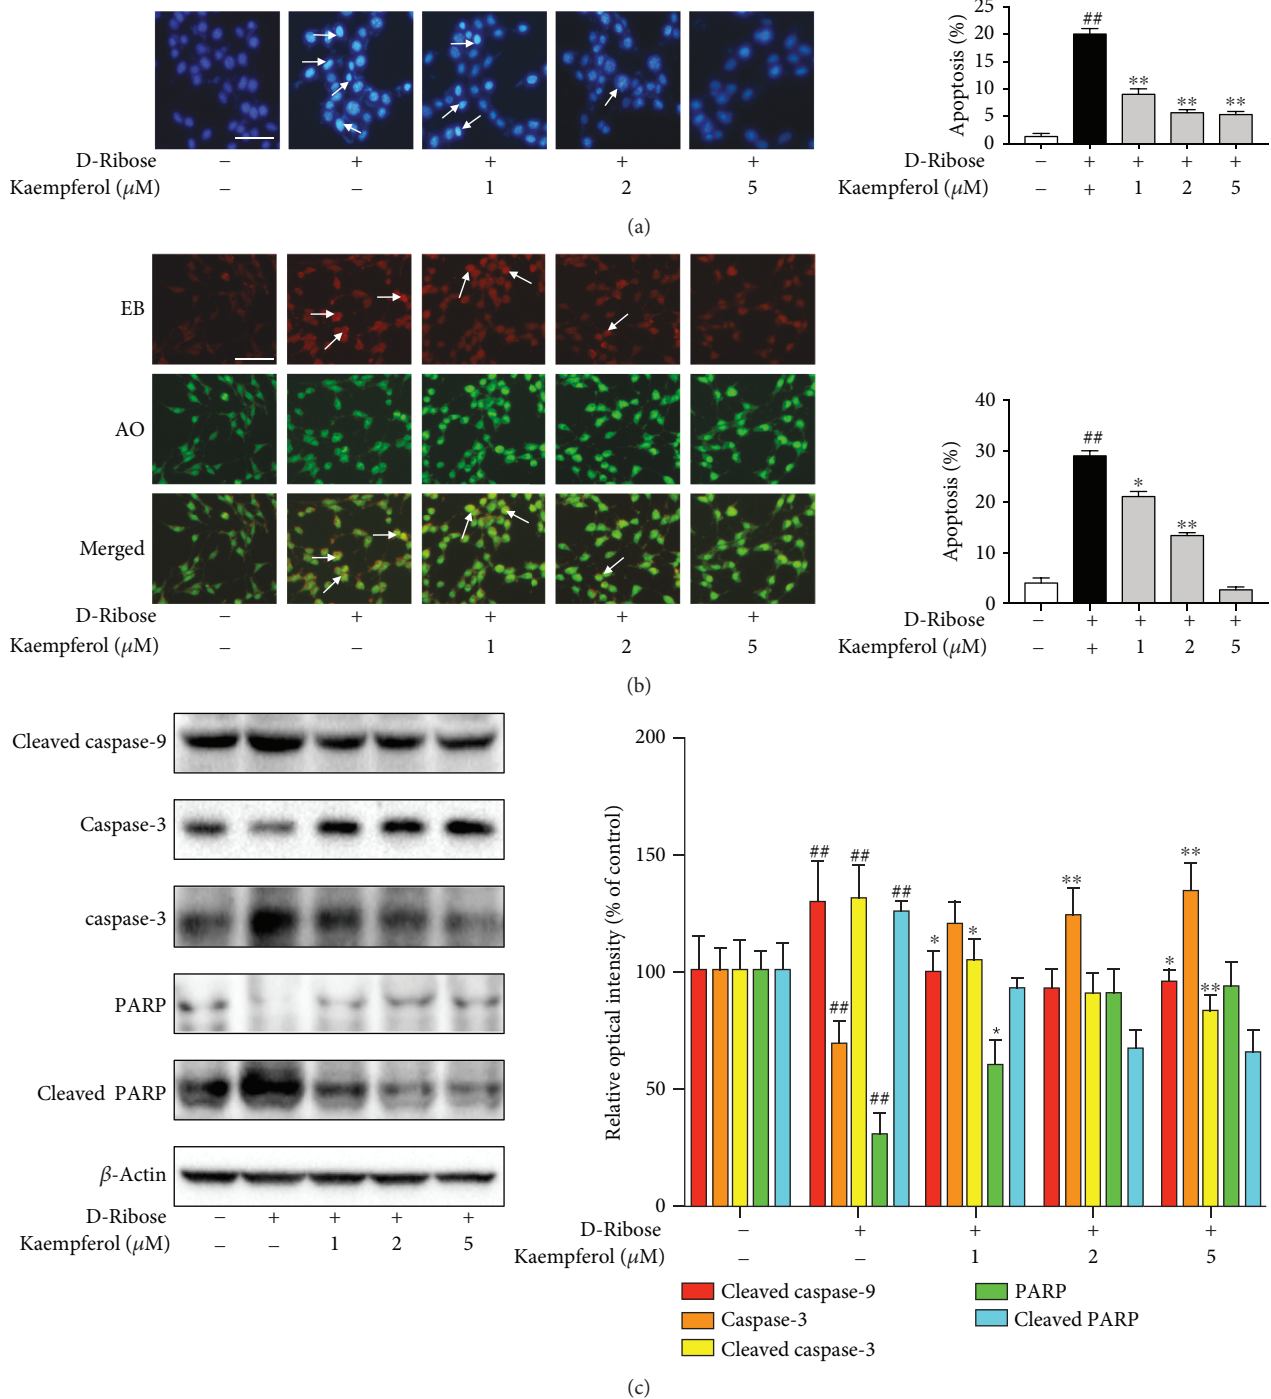 25
20
15
10
5
0
Apoptosis (%)
##
**
**
**
D-Ribose – + + + +
Kaempferol (μM) – – 1 2 5
D-Ribose – + + + +
Kaempferol (μM) – + 1 2 5
(a)
EB
AO
Merged
D-Ribose – + + + +
Kaempferol (μM) – – 1 2 5
40
30
20
10
0
Apoptosis (%)
##
*
**
D-Ribose – + + + +
Kaempferol (μM) – + 1 2 5
(b)
Cleaved caspase-9
Caspase-3
caspase-3
PARP
Cleaved PARP
β-Actin
D-Ribose – + + + +
Kaempferol (μM) – – 1 2 5
200
150
100
50
0
Relative optical intensity (% of control)
## ## ## ## ##
* * *
**
* ** **
D-Ribose – + + + +
Kaempferol (μM) – – 1 2 5
Cleaved caspase-9
Caspase-3
Cleaved caspase-3
PARP
Cleaved PARP
(c)